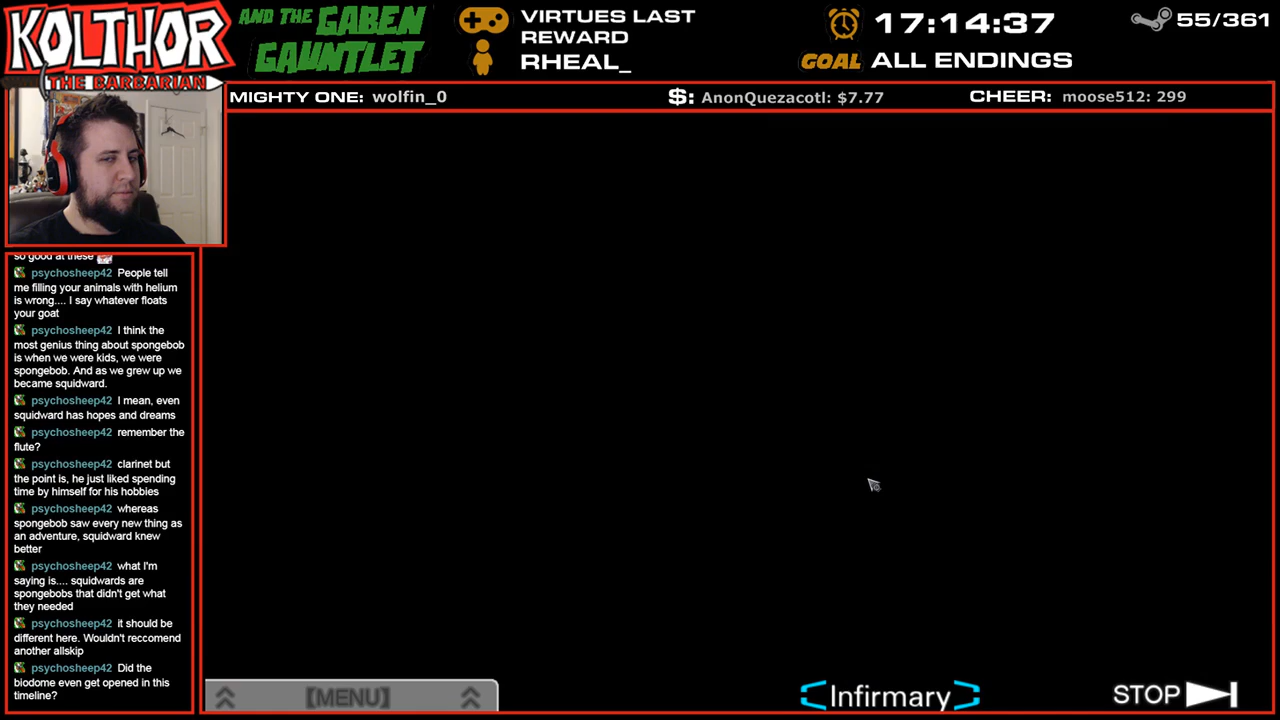 KOLTHOR
THE BARBARIAN
AND THE GABEN
GAUNTLET
VIRTUES LAST
REWARD
RHEAL_
17:14:37
GOAL ALL ENDINGS
55/361
MIGHTY ONE: wolfin_0
$: AnonQuezacotl: $7.77
CHEER: moose512: 299
so good at these
psychosheep42 People tell
me filling your animals with helium
is wrong.... I say whatever floats
your goat
psychosheep42 I think the
most genius thing about spongebob
is when we were kids, we were
spongebob. And as we grew up we
became squidward.
psychosheep42 I mean, even
squidward has hopes and dreams
psychosheep42 remember the
flute?
psychosheep42 clarinet but
the point is, he just liked spending
time by himself for his hobbies
psychosheep42 whereas
spongebob saw every new thing as
an adventure, squidward knew
better
psychosheep42 what I'm
saying is.... squidwards are
spongebobs that didn't get what
they needed
psychosheep42 it should be
different here. Wouldn't reccomend
another allskip
psychosheep42 Did the
biodome even get opened in this
timeline?
[MENU]
Infirmary
STOP